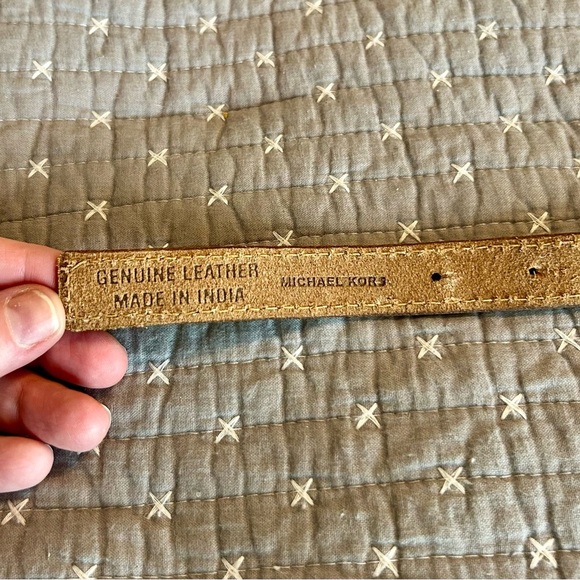 GENUINE LEATHER
MADE IN INDIA
MICHAEL KORS